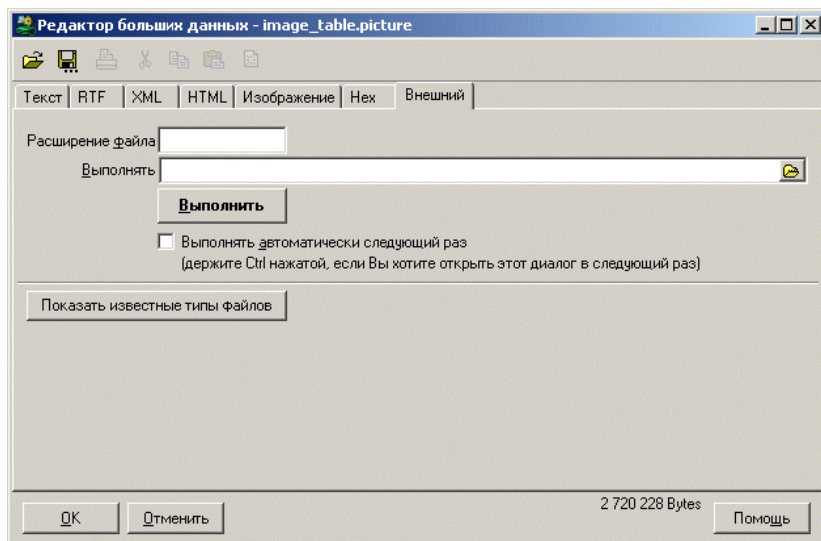 Редактор больших данных - image_table.picture
Текст RTF XML HTML Изображение Hex Внешний
Расширение файла
Выполнять
Выполнить
Выполнять автоматически следующий раз
(держите Ctrl нажатой, если Вы хотите открыть этот диалог в следующий раз)
Показать известные типы файлов
2 720 228 Bytes
OK Отменить Помощь